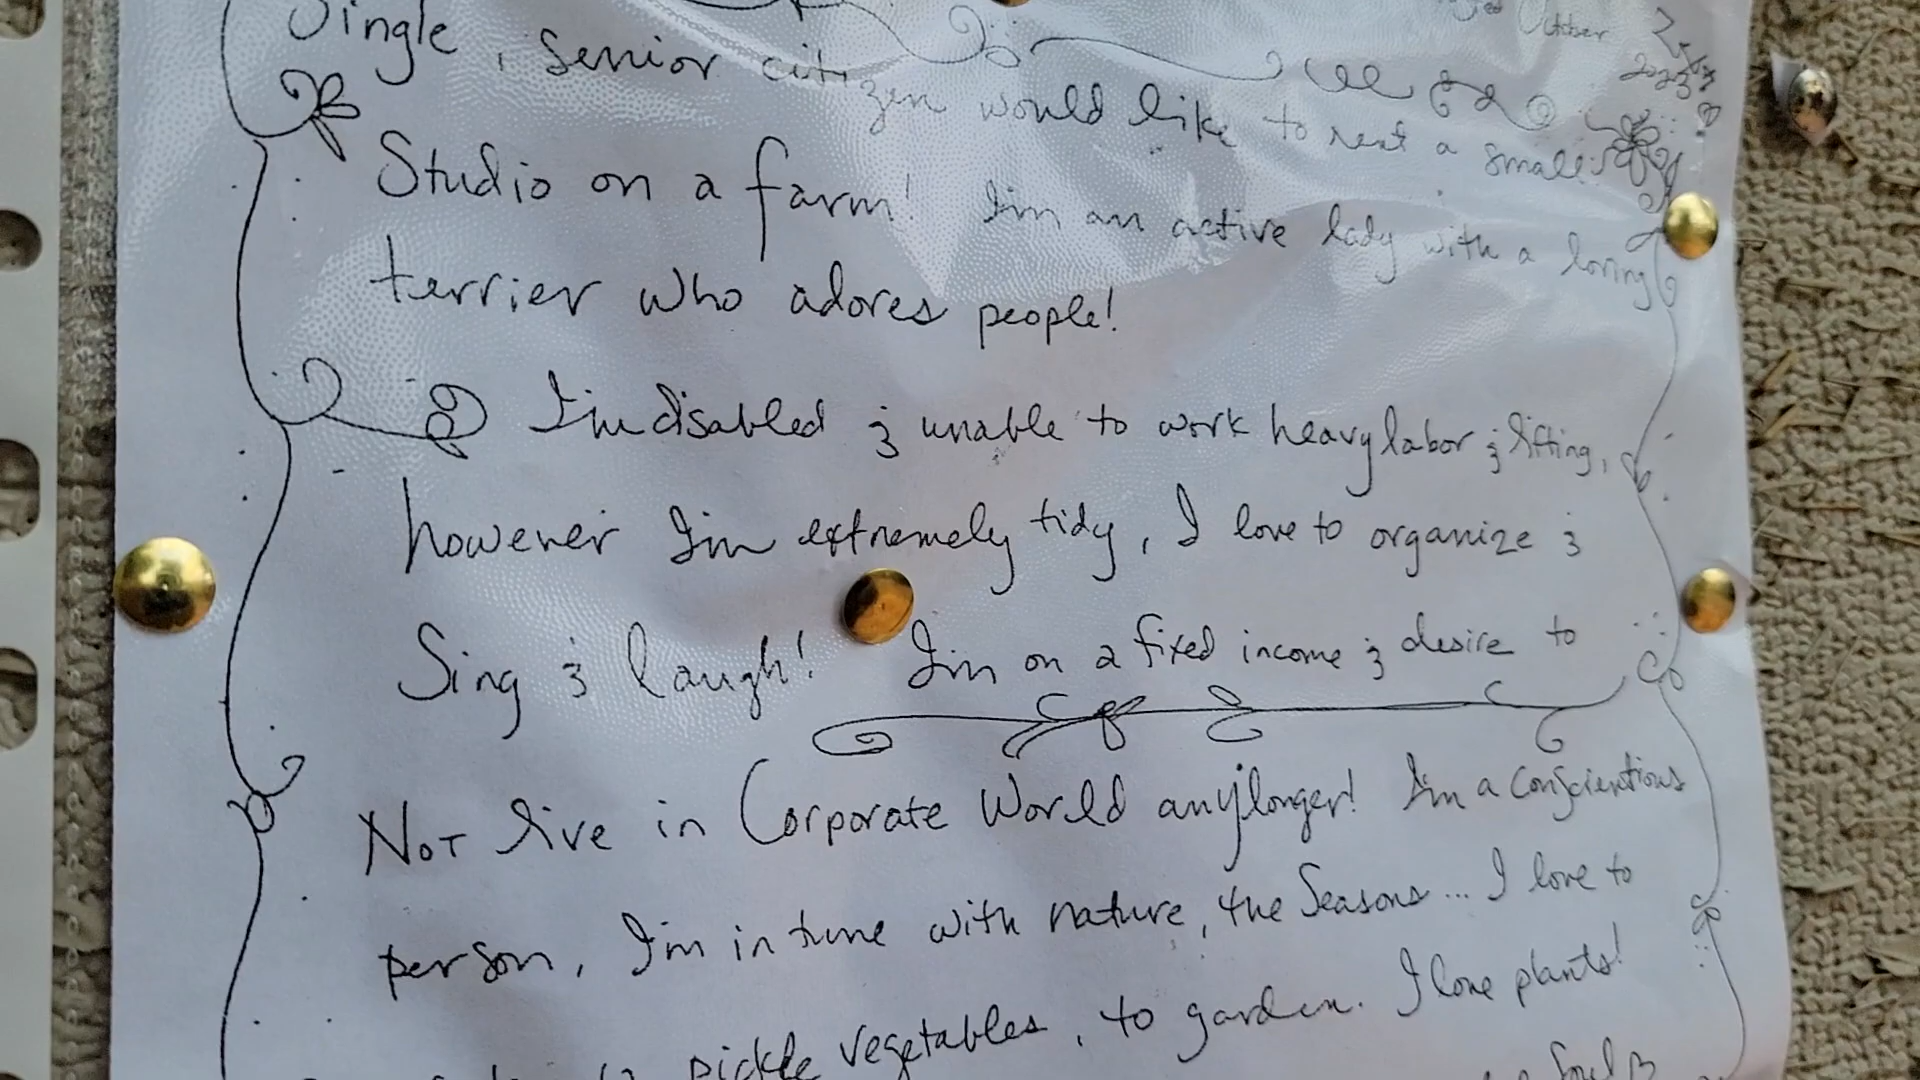 October
2023
Single, Senior citizen would like to rent a small
Studio on a farm! I'm an active lady with a loving
terrier who adores people!
I'm disabled & unable to work heavy labor & lifting,
however I'm extremely tidy, I love to organize &
Sing & laugh! I'm on a fixed income & desire to
NOT live in Corporate World any longer! I'm a Conscientious
person, I'm in tune with nature, the Seasons... I love to
pickle vegetables, to garden. I love plants!